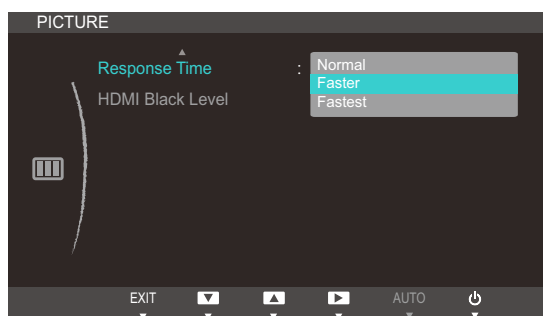 PICTURE
Response Time : Normal
Faster
HDMI Black Level
Fastest
EXIT AUTO